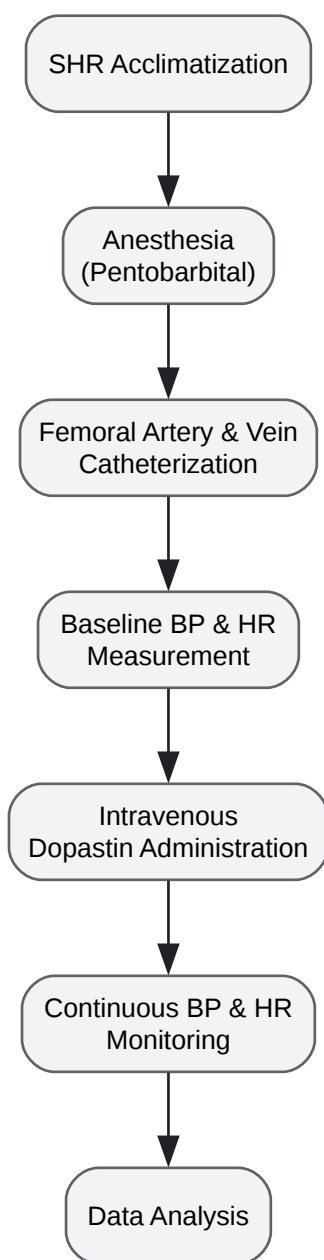 SHR Acclimatization
Anesthesia
(Pentobarbital)
Femoral Artery & Vein
Catheterization
Baseline BP & HR
Measurement
Intravenous
Dopastin Administration
Continuous BP & HR
Monitoring
Data Analysis